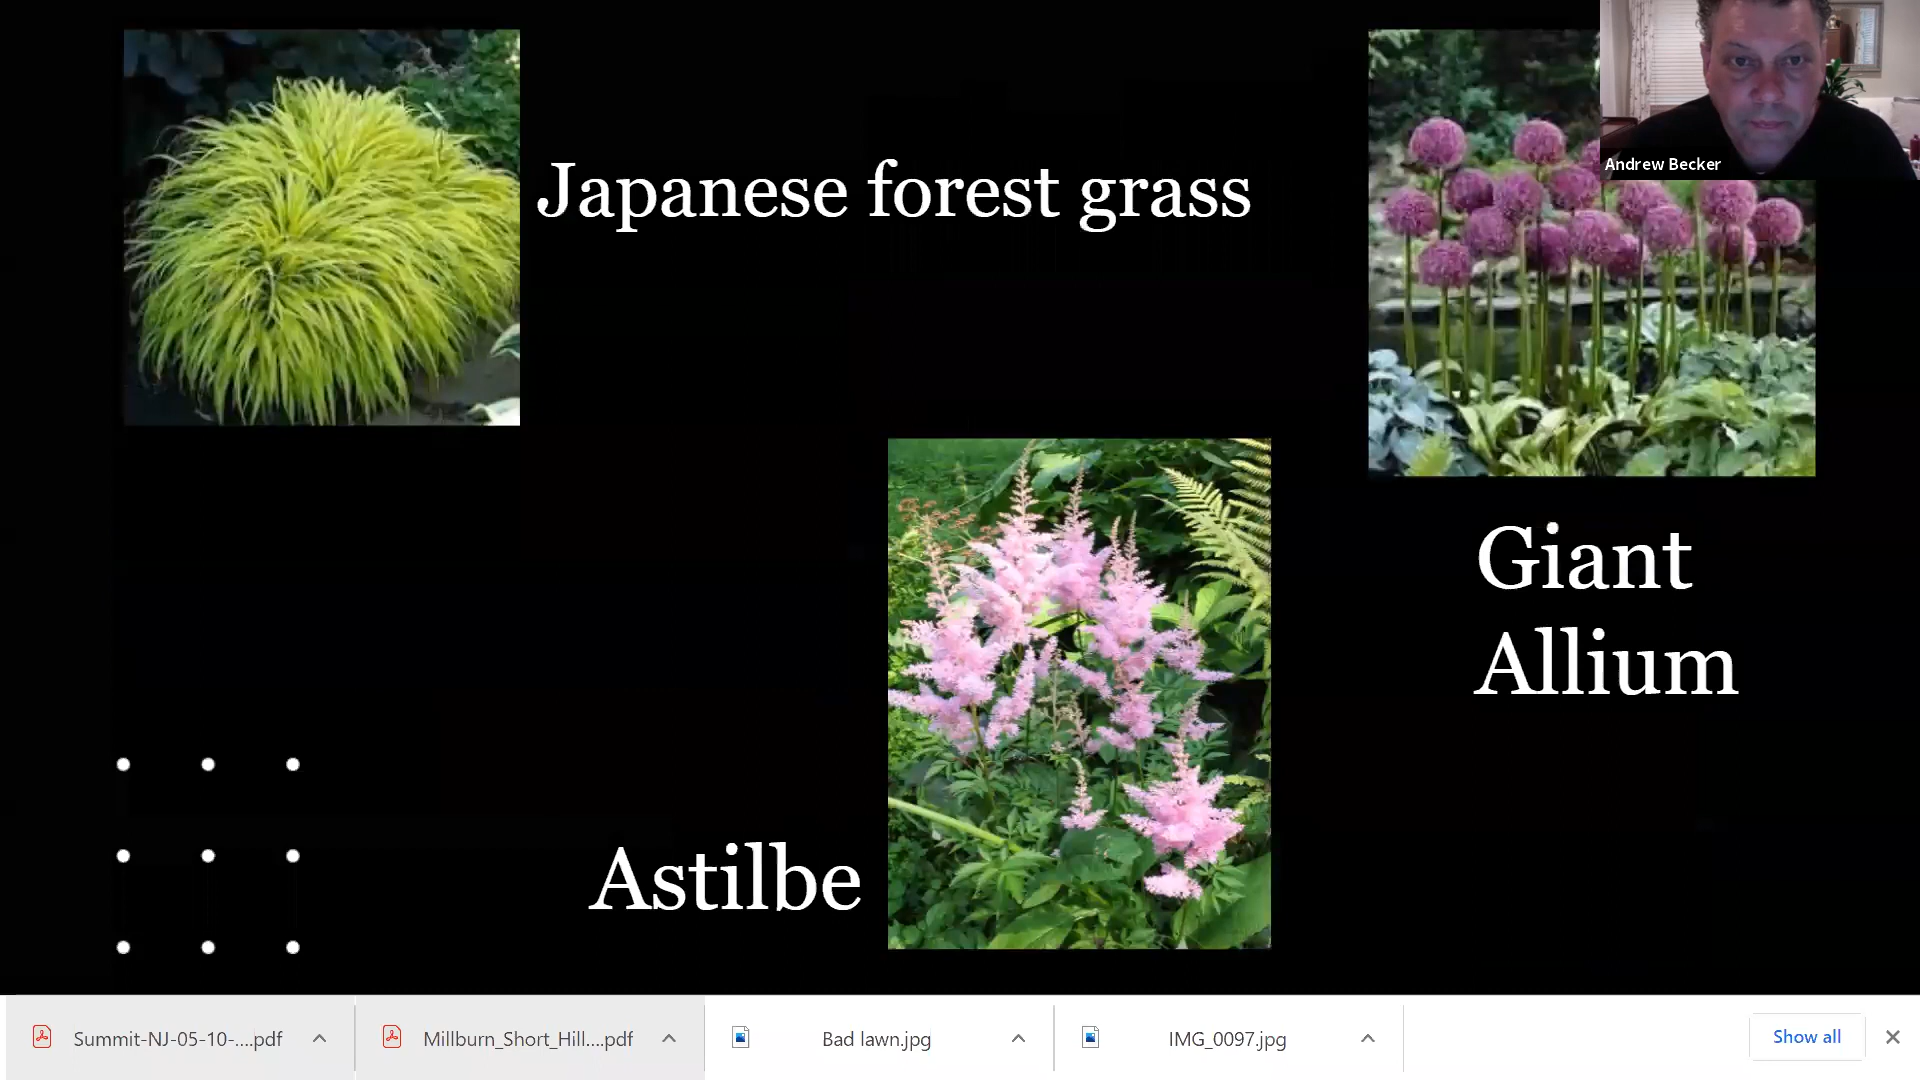 Japanese forest grass
Andrew Becker
Giant
Allium
Astilbe
Summit-NJ-05-10-....pdf
Millburn_Short_Hill....pdf
Bad lawn.jpg
IMG_0097.jpg
Show all